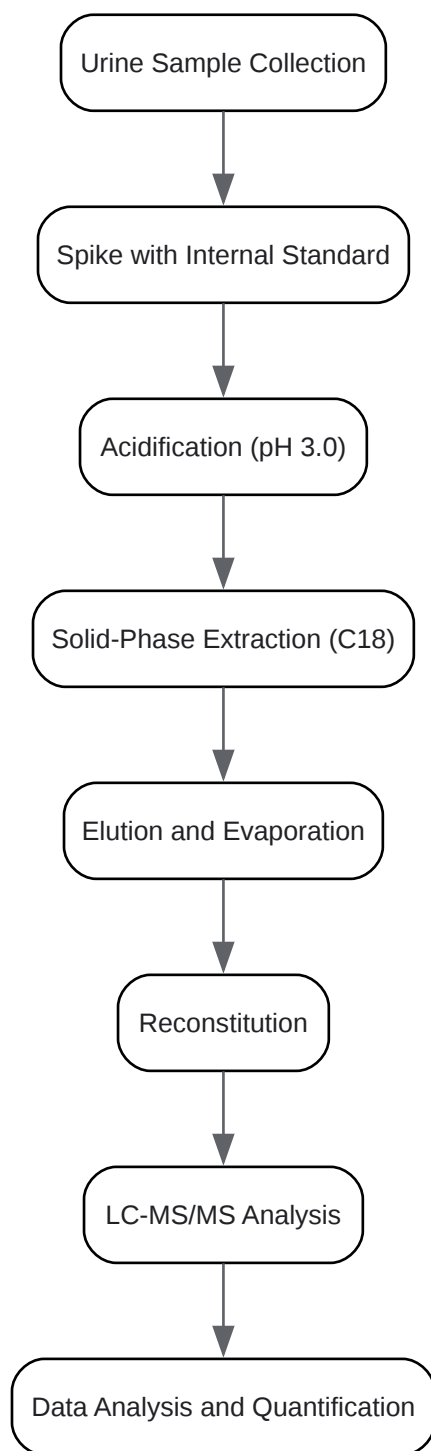 Urine Sample Collection
Spike with Internal Standard
Acidification (pH 3.0)
Solid-Phase Extraction (C18)
Elution and Evaporation
Reconstitution
LC-MS/MS Analysis
Data Analysis and Quantification